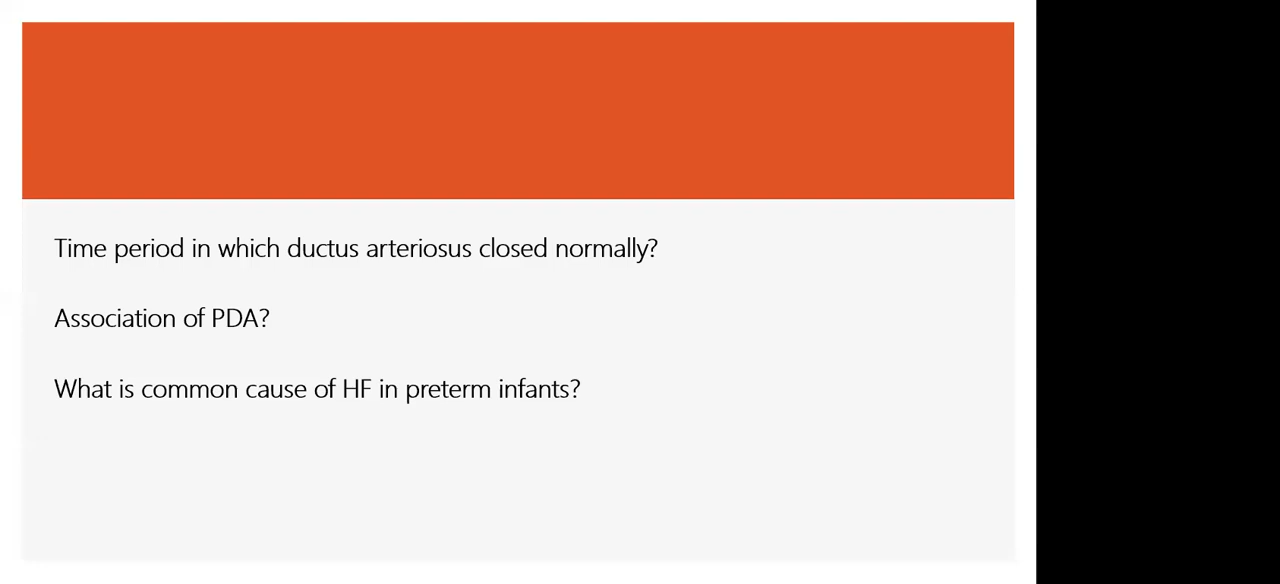 Time period in which ductus arteriosus closed normally?
Association of PDA?
What is common cause of HF in preterm infants?